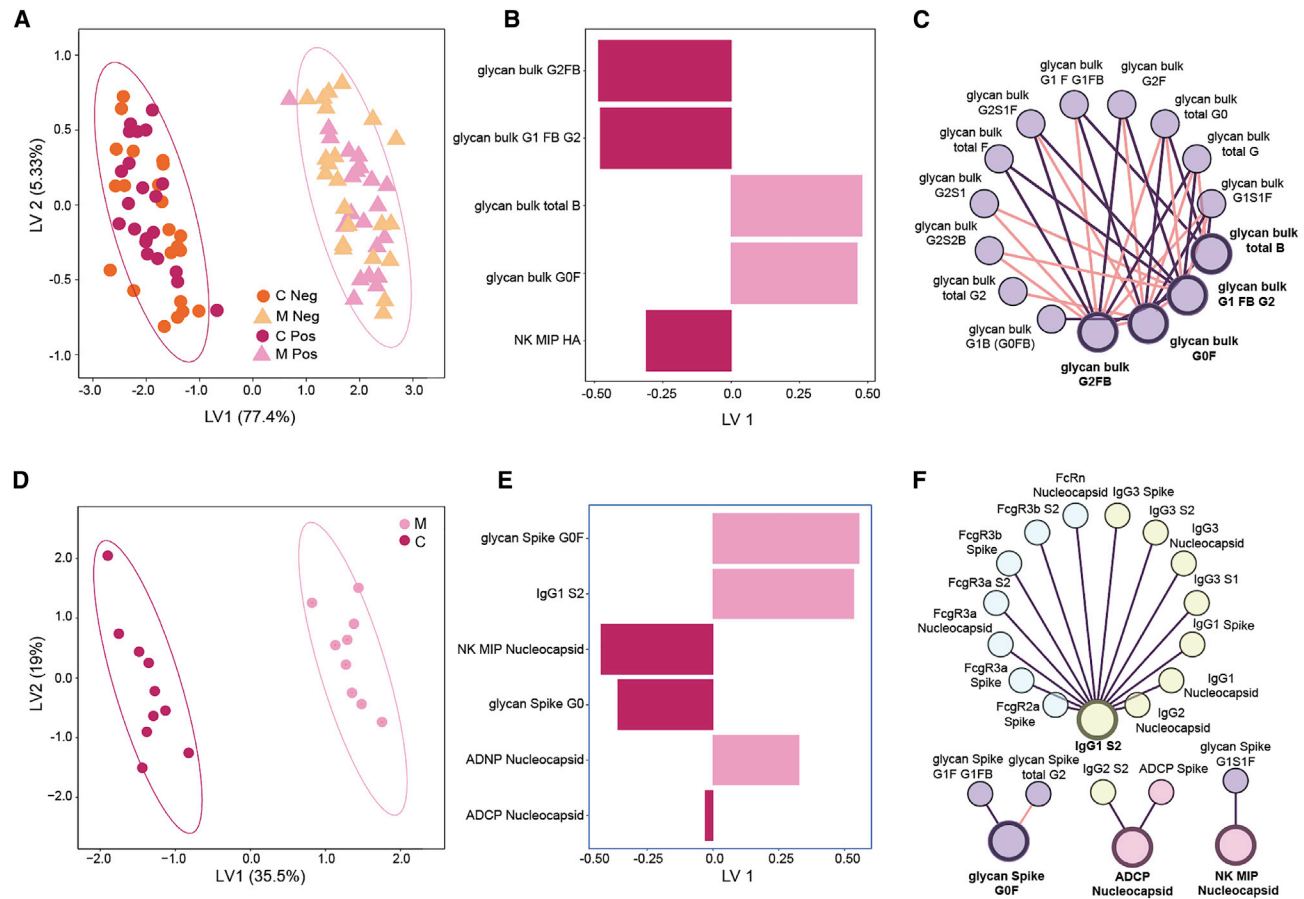 A
LV 2 (5.33%)
1.0
0.5
0.0
-0.5
-1.0
C Neg
M Neg
C Pos
M Pos
-3.0 -2.0 -1.0 0.0 1.0 2.0 3.0
LV1 (77.4%)
B
glycan bulk G2FB
glycan bulk G1 FB G2
glycan bulk total B
glycan bulk G0F
NK MIP HA
-0.50 -0.25 0.0 0.25 0.50
LV 1
C
glycan bulk
G1 F G1FB
glycan bulk
G2F
glycan bulk
G2S1F
glycan bulk
total G0
glycan bulk
total F
glycan bulk
total G
glycan bulk
G2S1
glycan bulk
G1S1F
glycan bulk
G2S2B
glycan bulk
total B
glycan bulk
total G2
glycan bulk
G1 FB G2
glycan bulk
G1B (G0FB)
glycan bulk
G0F
glycan bulk
G2FB
D
LV2 (19%)
2.0
1.0
0.0
-1.0
-2.0
M
C
−2.0 −1.0 0.0 1.0 2.0
LV1 (35.5%)
E
glycan Spike G0F
IgG1 S2
NK MIP Nucleocapsid
glycan Spike G0
ADNP Nucleocapsid
ADCP Nucleocapsid
-0.50 -0.25 0.0 0.25 0.50
LV 1
F
FcRn
Nucleocapsid
IgG3 Spike
FcgR3b S2
IgG3 S2
FcgR3b
Spike
IgG3
Nucleocapsid
FcgR3a S2
IgG3 S1
FcgR3a
Nucleocapsid
IgG1 Spike
FcgR3a
Spike
IgG1
Nucleocapsid
FcgR2a
Spike
IgG2
Nucleocapsid
IgG1 S2
glycan Spike
G1F G1FB
glycan Spike
total G2
IgG2 S2
ADCP Spike
glycan Spike
G1S1F
glycan Spike
G0F
ADCP
Nucleocapsid
NK MIP
Nucleocapsid